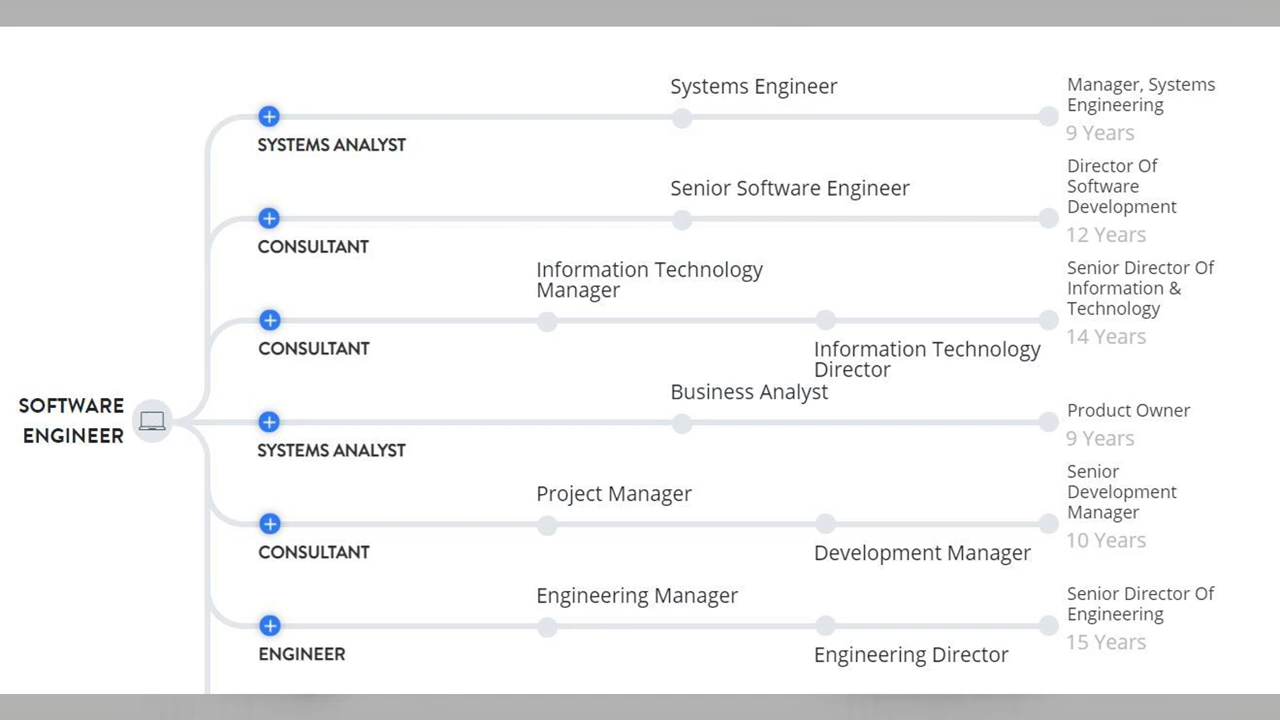 SOFTWARE
ENGINEER
Systems Engineer
Manager, Systems
Engineering
9 Years
SYSTEMS ANALYST
Senior Software Engineer
Director Of
Software
Development
12 Years
CONSULTANT
Information Technology
Manager
Senior Director Of
Information &
Technology
14 Years
CONSULTANT
Information Technology
Director
Business Analyst
Product Owner
9 Years
SYSTEMS ANALYST
Project Manager
Senior
Development
Manager
10 Years
CONSULTANT
Development Manager
Engineering Manager
Senior Director Of
Engineering
15 Years
ENGINEER
Engineering Director